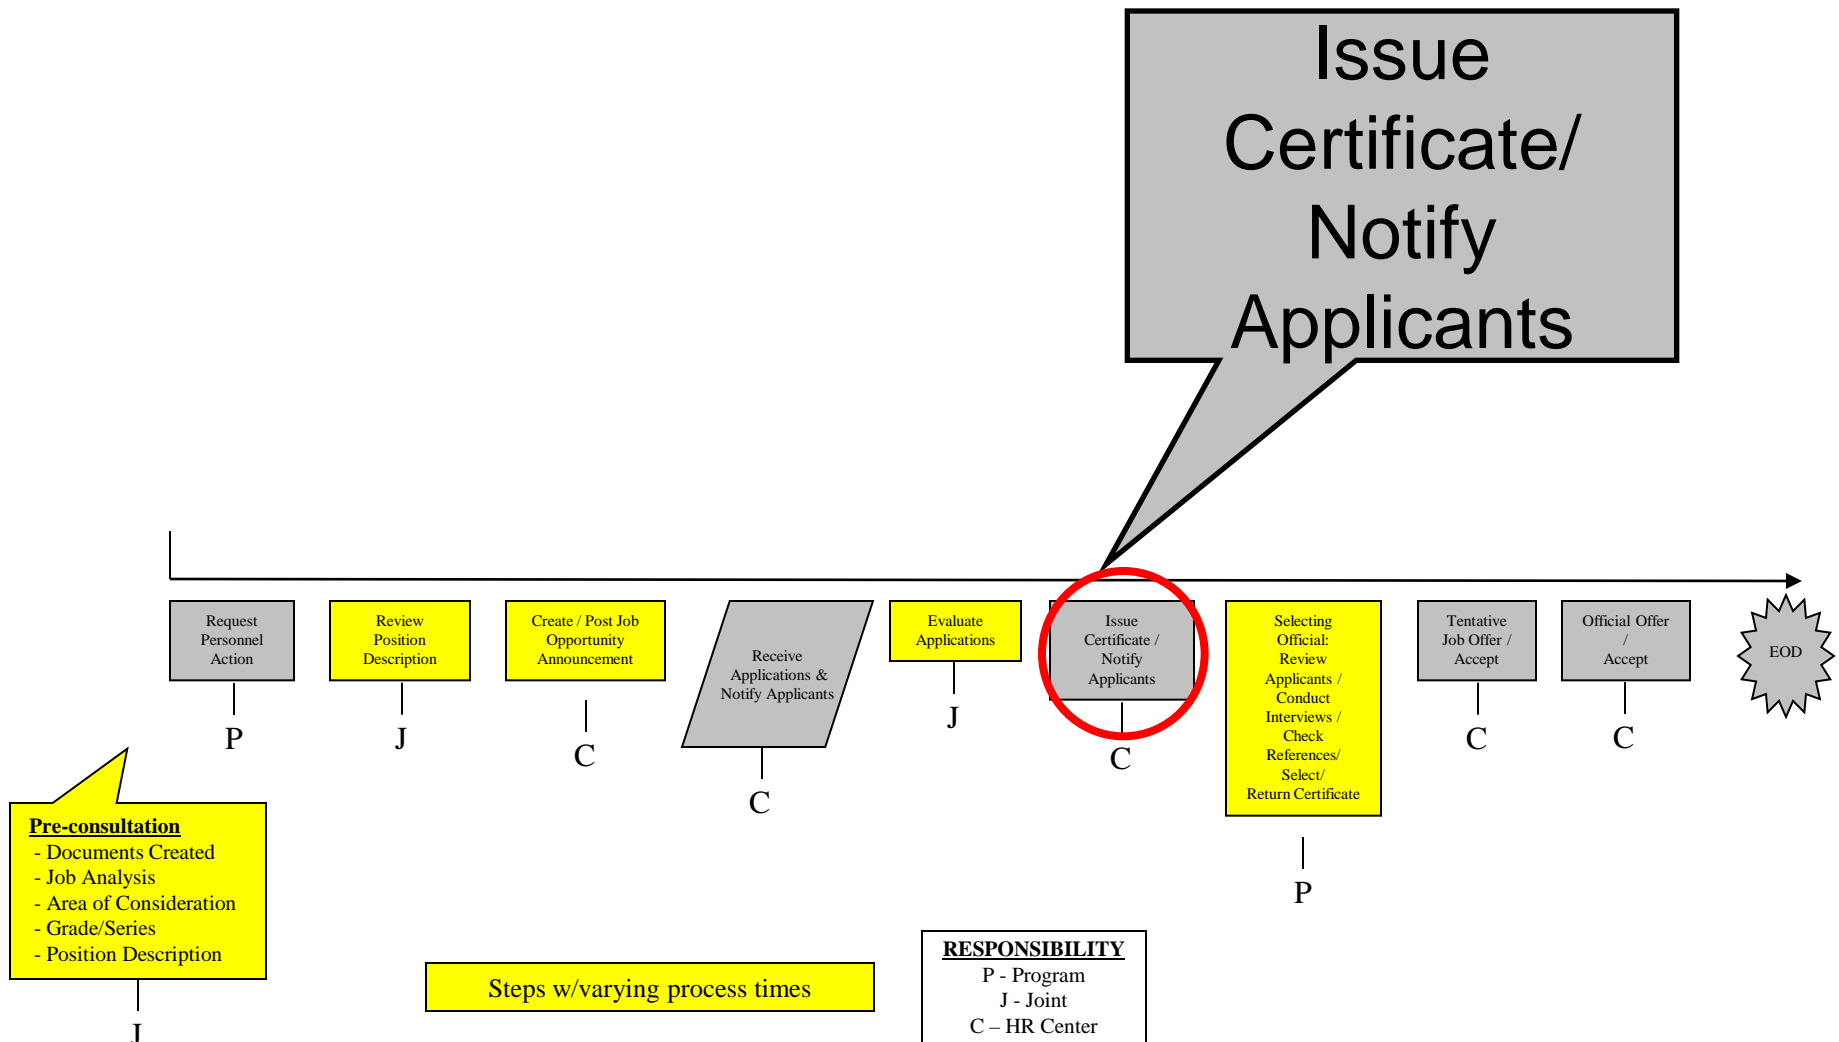 Issue
Certificate/
Notify
Applicants
Request
Personnel
Action
P
Review
Position
Description
J
Create / Post Job
Opportunity
Announcement
C
Receive
Applications &
Notify Applicants
C
Evaluate
Applications
J
Issue
Certificate /
Notify
Applicants
C
Selecting
Official:
Review
Applicants /
Conduct
Interviews /
Check
References/
Select/
Return Certificate
P
Tentative
Job Offer /
Accept
C
Official Offer
/
Accept
C
EOD
Pre-consultation
- Documents Created
- Job Analysis
- Area of Consideration
- Grade/Series
- Position Description
J
Steps w/varying process times
RESPONSIBILITY
P - Program
J - Joint
C – HR Center